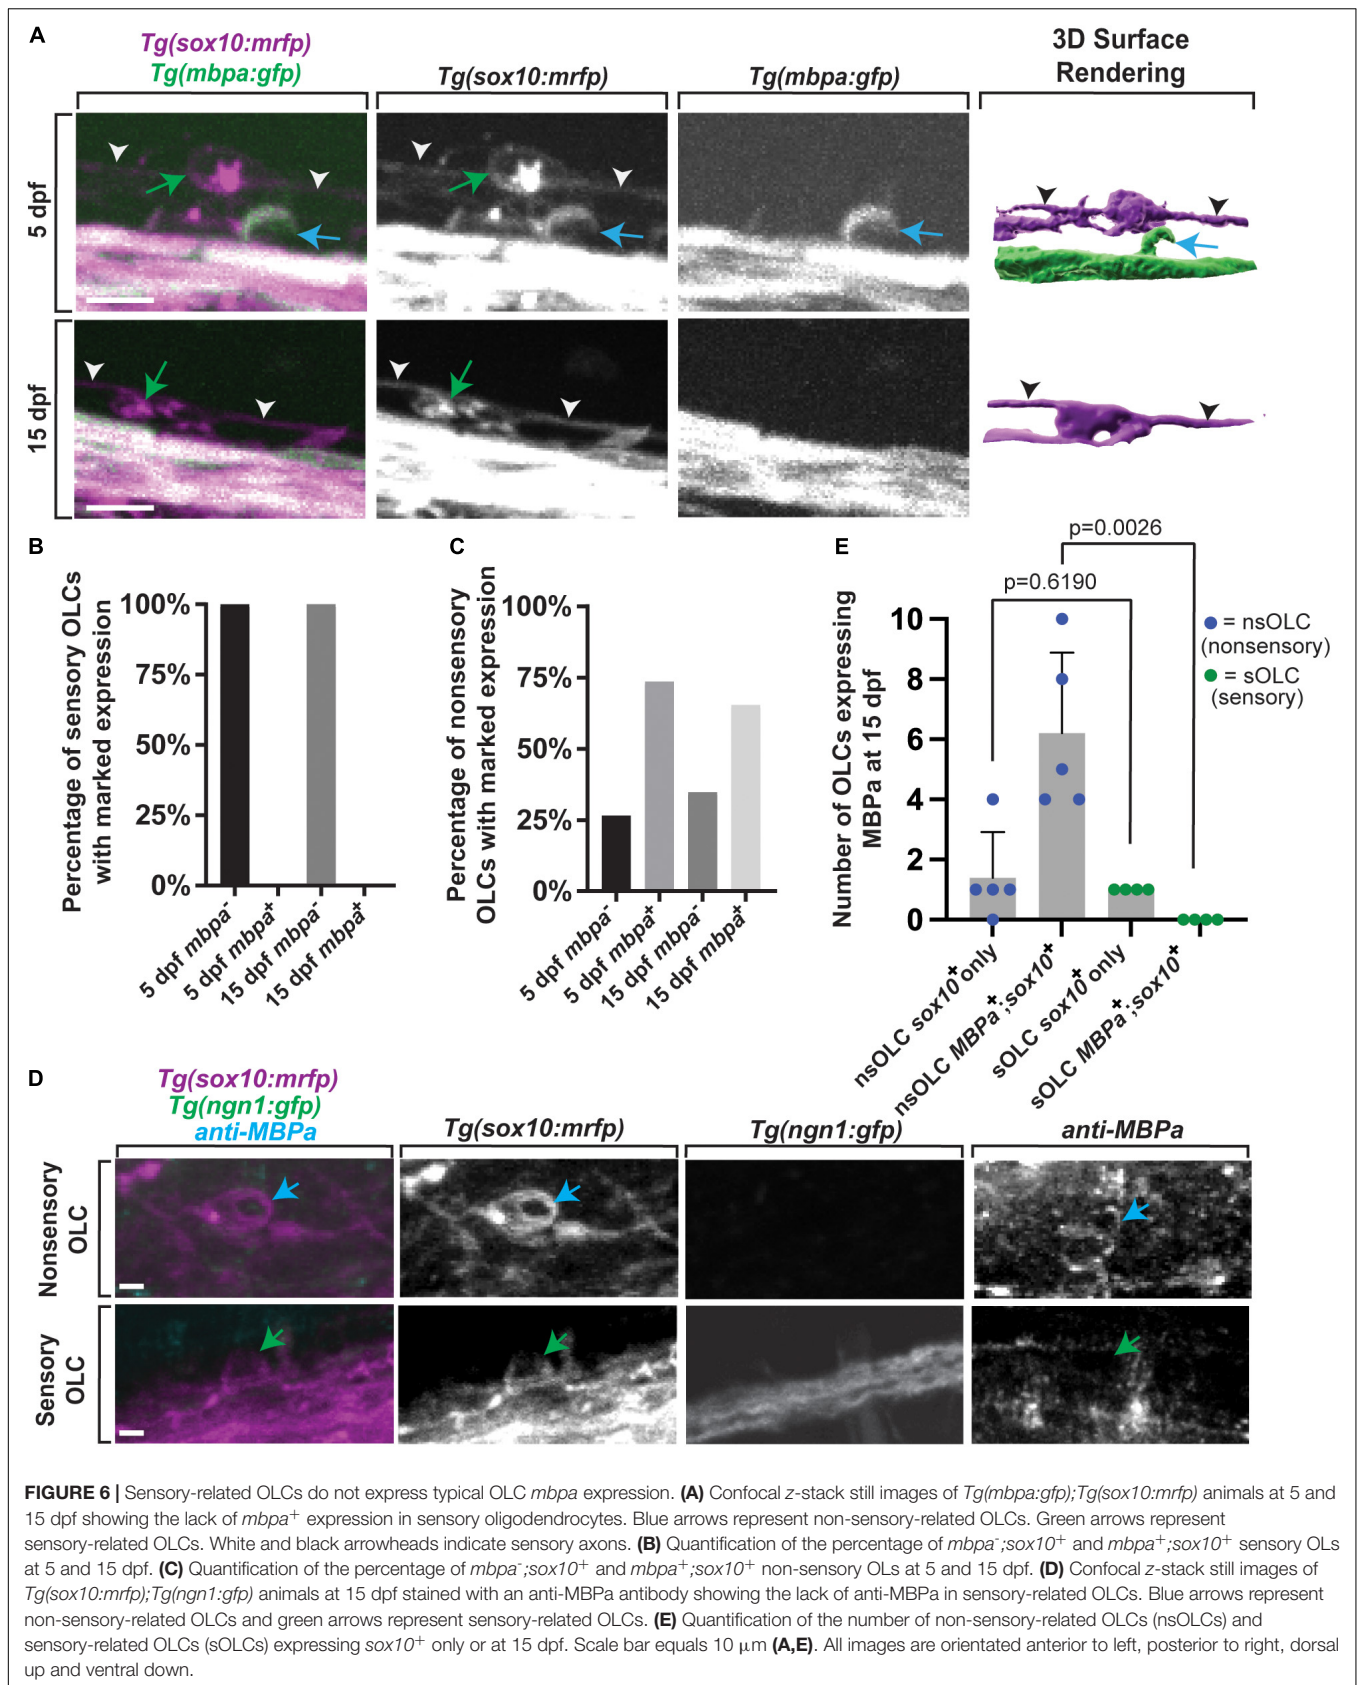 A
Tg(sox10:mrfp)
Tg(mbpa:gfp)
Tg(sox10:mrfp)
Tg(mbpa:gfp)
3D Surface
Rendering
5 dpf
15 dpf
B
Percentage of sensory OLCs
with marked expression
100%
75%
50%
25%
0%
5 dpf mbpa-
5 dpf mbpa+
15 dpf mbpa-
15 dpf mbpa+
C
Percentage of nonsensory
OLCs with marked expression
100%
75%
50%
25%
0%
5 dpf mbpa-
5 dpf mbpa+
15 dpf mbpa-
15 dpf mbpa+
E
p=0.0026
p=0.6190
Number of OLCs expressing
MBPa at 15 dpf
10
8
6
4
2
0
= nsOLC
(nonsensory)
= sOLC
(sensory)
nsOLC sox10+ only
nsOLC MBPa+;sox10+
sOLC sox10+ only
sOLC MBPa+;sox10+
D
Tg(sox10:mrfp)
Tg(ngn1:gfp)
anti-MBPa
Tg(sox10:mrfp)
Tg(ngn1:gfp)
anti-MBPa
Nonsensory
OLC
Sensory
OLC
FIGURE 6 | Sensory-related OLCs do not express typical OLC mbpa expression. (A) Confocal z-stack still images of Tg(mbpa:gfp);Tg(sox10:mrfp) animals at 5 and
15 dpf showing the lack of mbpa+ expression in sensory oligodendrocytes. Blue arrows represent non-sensory-related OLCs. Green arrows represent
sensory-related OLCs. White and black arrowheads indicate sensory axons. (B) Quantification of the percentage of mbpa-;sox10+ and mbpa+;sox10+ sensory OLs
at 5 and 15 dpf. (C) Quantification of the percentage of mbpa-;sox10+ and mbpa+;sox10+ non-sensory OLs at 5 and 15 dpf. (D) Confocal z-stack still images of
Tg(sox10:mrfp);Tg(ngn1:gfp) animals at 15 dpf stained with an anti-MBPa antibody showing the lack of anti-MBPa in sensory-related OLCs. Blue arrows represent
non-sensory-related OLCs and green arrows represent sensory-related OLCs. (E) Quantification of the number of non-sensory-related OLCs (nsOLCs) and
sensory-related OLCs (sOLCs) expressing sox10+ only or at 15 dpf. Scale bar equals 10 μm (A,E). All images are orientated anterior to left, posterior to right, dorsal
up and ventral down.